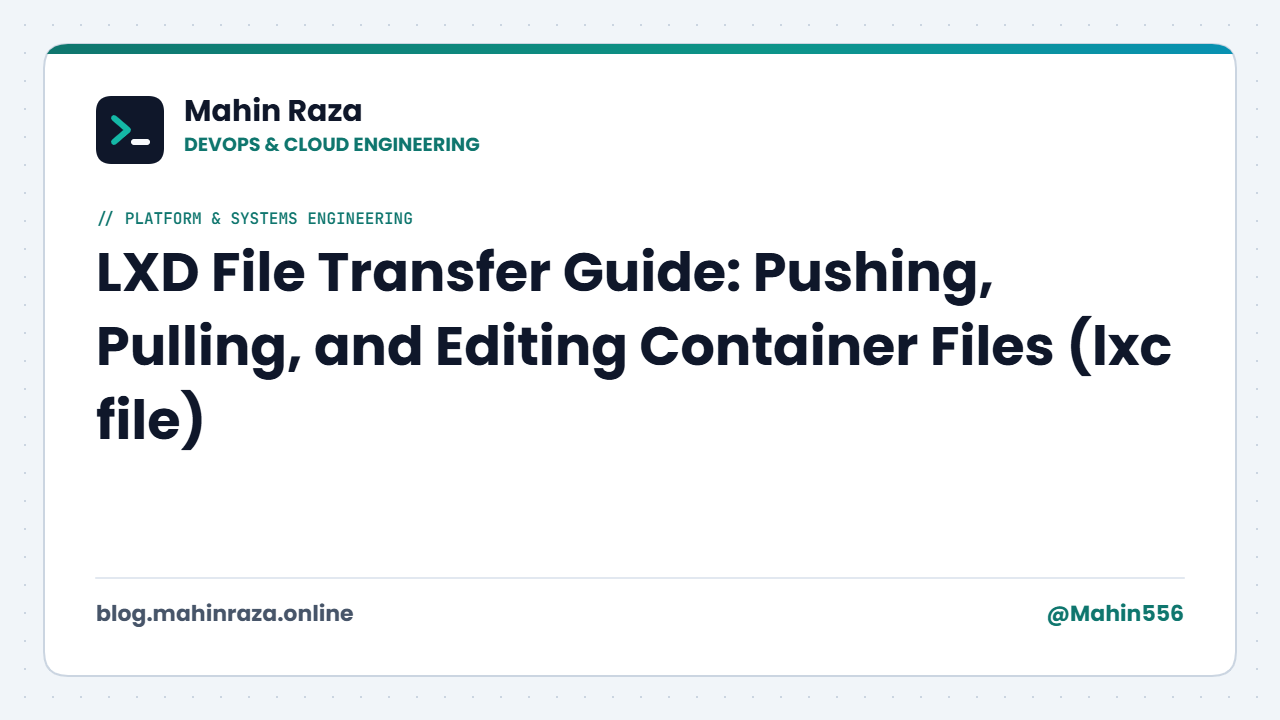 Mahin Raza
DEVOPS & CLOUD ENGINEERING
// PLATFORM & SYSTEMS ENGINEERING
LXD File Transfer Guide: Pushing,
Pulling, and Editing Container Files (lxc
file)
blog.mahinraza.online
@Mahin556